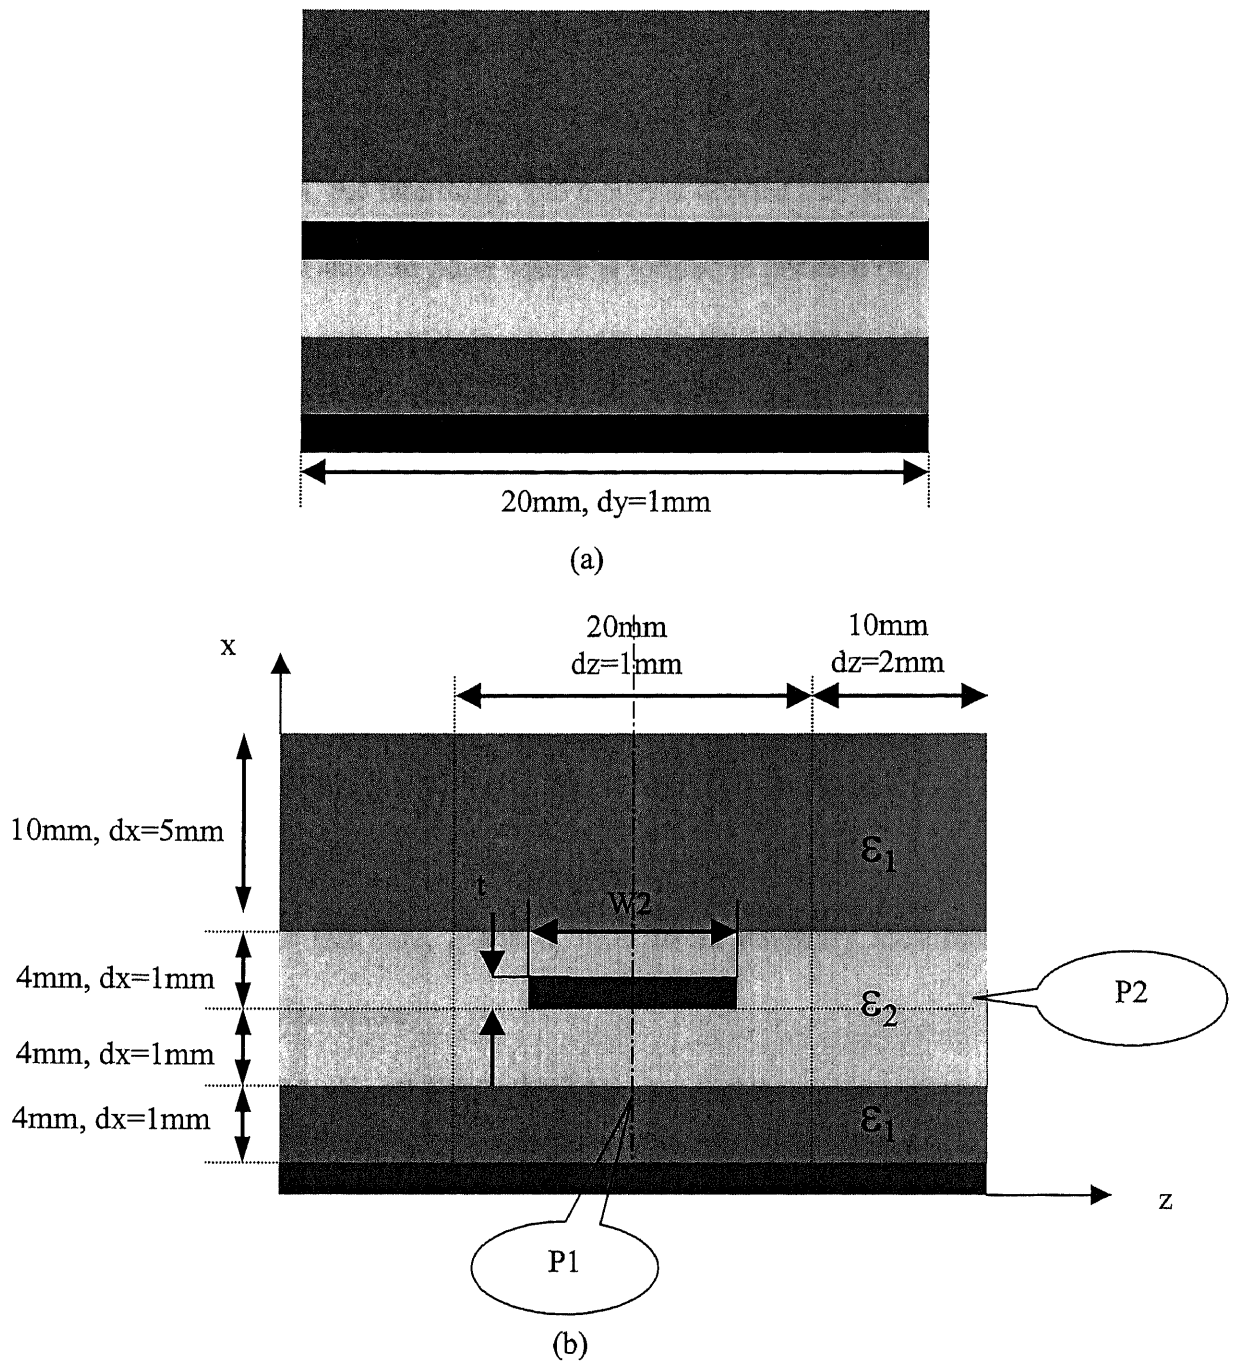 20mm, dy=1mm
(a)
20mm
dz=1mm
10mm
dz=2mm
x
10mm, dx=5mm
ε1
t
W2
4mm, dx=1mm
P2
ε2
4mm, dx=1mm
4mm, dx=1mm
ε1
z
P1
(b)